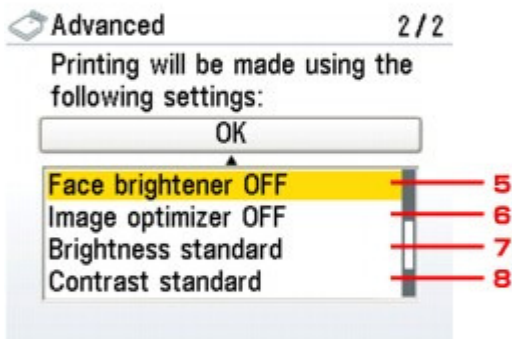 Advanced 2/2
Printing will be made using the
following settings:
OK
Face brightener OFF 5
Image optimizer OFF 6
Brightness standard 7
Contrast standard 8